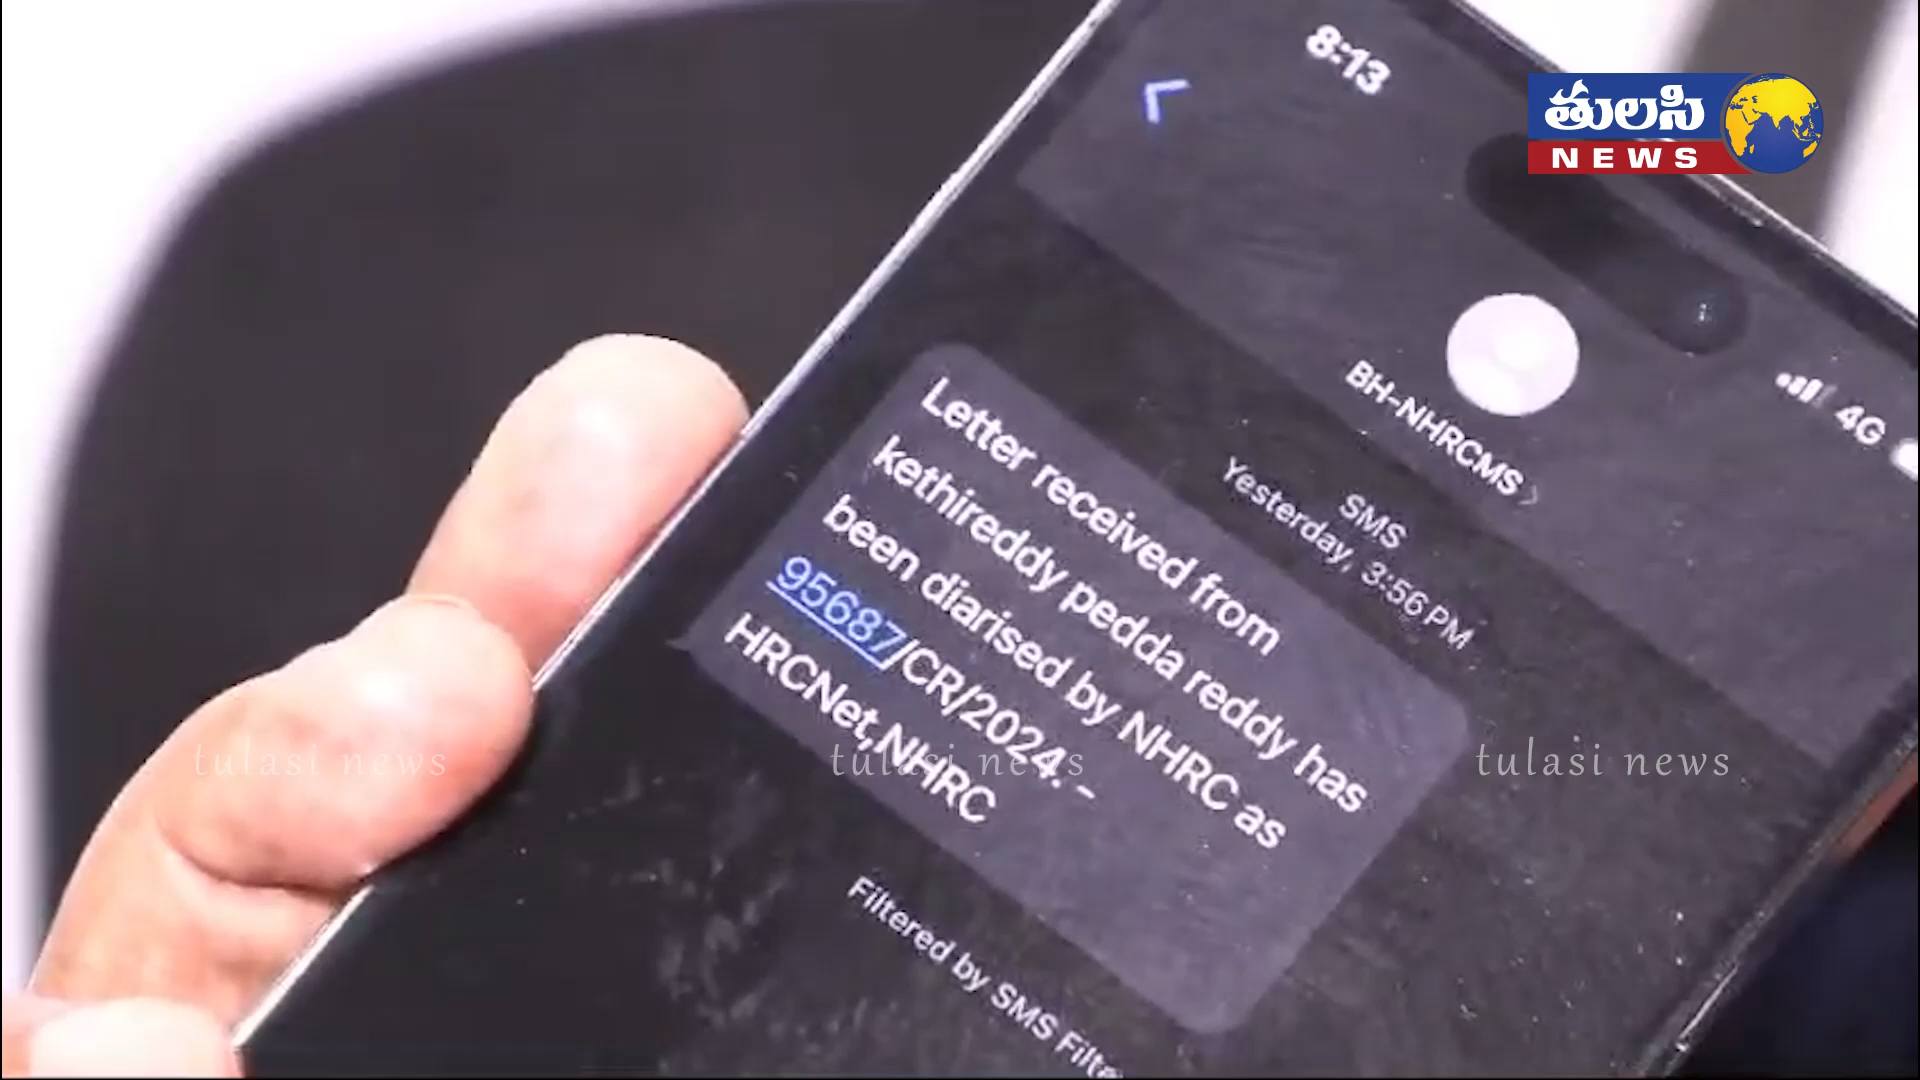 8:13
తులసి
NEWS
4G
BH-NHRCMS
SMS
Yesterday, 3:56 PM
Letter received from
kethireddy pedda reddy has
been diarised by NHRC as
95687/CR/2024. -
HRCNet,NHRC
Filtered by SMS Filte
tulasi news
tulasi news
tulasi news